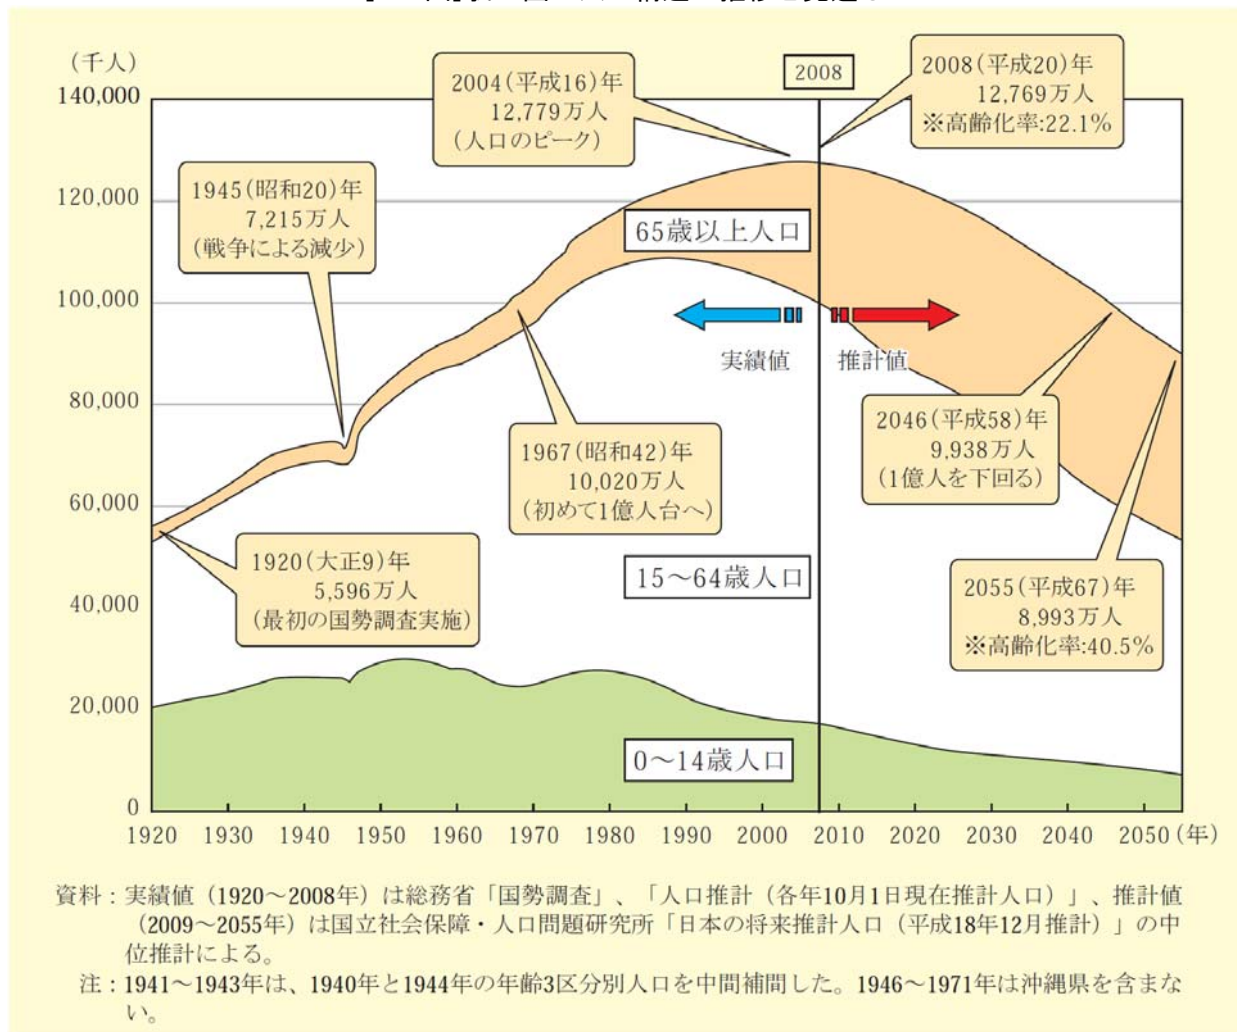 （千人）
140,000
120,000
100,000
80,000
60,000
40,000
20,000
0
1920 1930 1940 1950 1960 1970 1980 1990 2000 2010 2020 2030 2040 2050（年）
2004（平成16）年
12,779万人
（人口のピーク）
2008
2008（平成20）年
12,769万人
※高齢化率:22.1%
1945（昭和20）年
7,215万人
（戦争による減少）
65歳以上人口
実績値
推計値
1967（昭和42）年
10,020万人
（初めて1億人台へ）
2046（平成58）年
9,938万人
（1億人を下回る）
1920（大正9）年
5,596万人
（最初の国勢調査実施）
15～64歳人口
2055（平成67）年
8,993万人
※高齢化率:40.5%
0～14歳人口
資料：実績値（1920～2008年）は総務省「国勢調査」、「人口推計（各年10月1日現在推計人口）」、推計値
（2009～2055年）は国立社会保障・人口問題研究所「日本の将来推計人口（平成18年12月推計）」の中
位推計による。
注：1941～1943年は、1940年と1944年の年齢3区分別人口を中間補間した。1946～1971年は沖縄県を含まな
い。